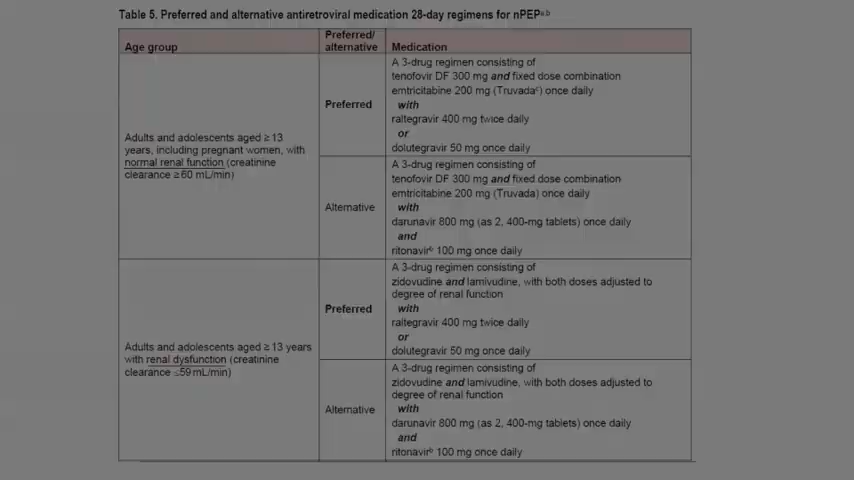 Table 5. Preferred and alternative antiretroviral medication 28-day regimens for nPEPa,b
Age group
Preferred/
alternative
Medication
Adults and adolescents aged ≥ 13
years, including pregnant women, with
normal renal function (creatinine
clearance ≥ 60 mL/min)
Preferred
A 3-drug regimen consisting of
tenofovir DF 300 mg and fixed dose combination
emtricitabine 200 mg (Truvadac) once daily
with
raltegravir 400 mg twice daily
or
dolutegravir 50 mg once daily
Alternative
A 3-drug regimen consisting of
tenofovir DF 300 mg and fixed dose combination
emtricitabine 200 mg (Truvada) once daily
with
darunavir 800 mg (as 2, 400-mg tablets) once daily
and
ritonavirb 100 mg once daily
Adults and adolescents aged ≥ 13 years
with renal dysfunction (creatinine
clearance ≤59 mL/min)
Preferred
A 3-drug regimen consisting of
zidovudine and lamivudine, with both doses adjusted to
degree of renal function
with
raltegravir 400 mg twice daily
or
dolutegravir 50 mg once daily
Alternative
A 3-drug regimen consisting of
zidovudine and lamivudine, with both doses adjusted to
degree of renal function
with
darunavir 800 mg (as 2, 400-mg tablets) once daily
and
ritonavirb 100 mg once daily